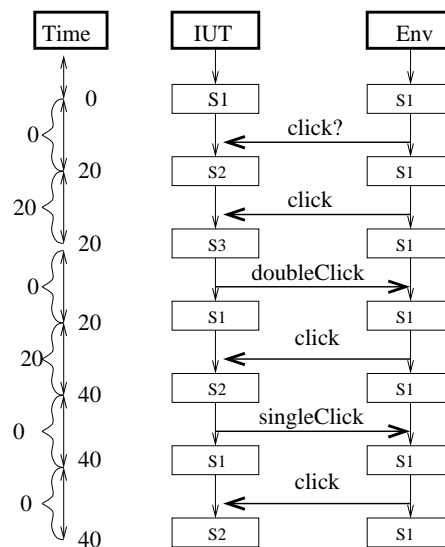 Time IUT Env
0 S1 S1
0 click?
20 S2 S1
20 click
20 S3 S1
0 doubleClick
20 S1 S1
20 click
40 S2 S1
0 singleClick
40 S1 S1
0 click
40 S2 S1